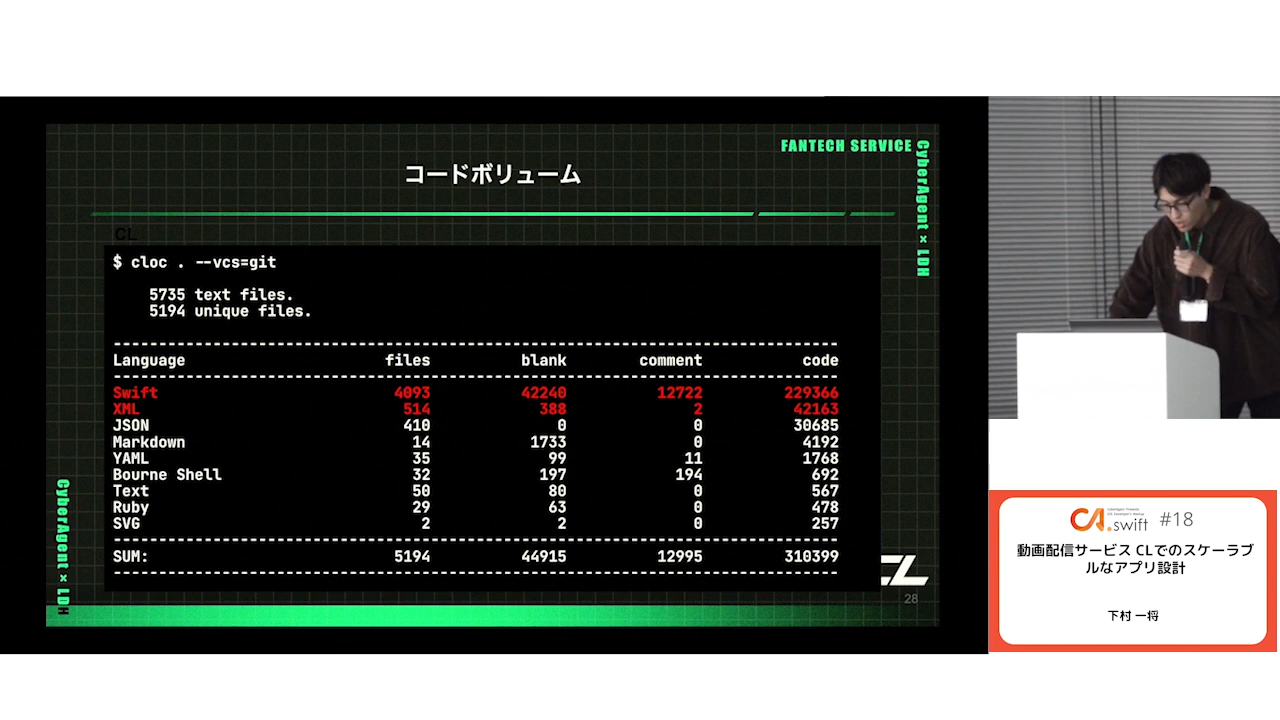 FANTECH SERVICE
CyberAgent × LDH
コードボリューム
CL
$ cloc . --vcs=git
5735 text files.
5194 unique files.
Language files blank comment code
Swift 4093 42240 12722 229366
XML 514 388 2 42163
JSON 410 0 0 30685
Markdown 14 1733 0 4192
YAML 35 99 11 1768
Bourne Shell 32 197 194 692
Text 50 80 0 567
Ruby 29 63 0 478
SVG 2 2 0 257
SUM: 5194 44915 12995 310399
CyberAgent × LDH
CL
28
CA.swift #18
動画配信サービス CLでのスケーラブ
ルなアプリ設計
下村 一将